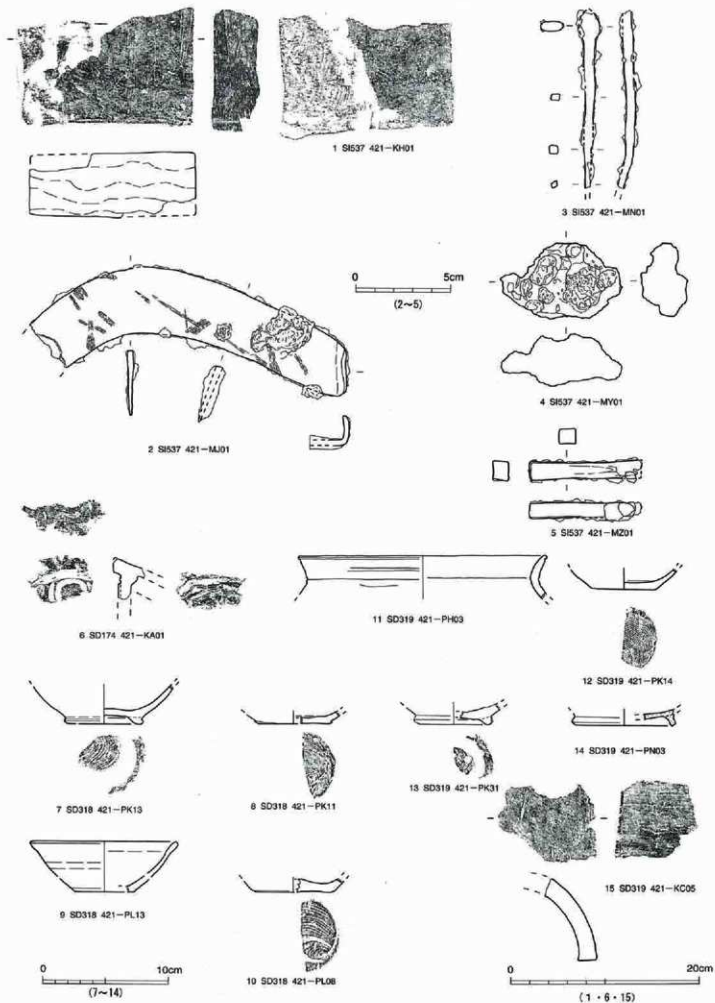 1 SI537 421-KH01
3 SI537 421-MN01
0 5cm
(2~5)
4 SI537 421-MY01
2 SI537 421-MJ01
5 SI537 421-MZ01
6 SD174 421-KA01
11 SD319 421-PH03
12 SD319 421-PK14
7 SD318 421-PK13
8 SD318 421-PK11
13 SD319 421-PK31
14 SD319 421-PN03
9 SD318 421-PL13
10 SD318 421-PL08
15 SD319 421-KC05
0 10cm
(7~14)
0 20cm
(1・6・15)